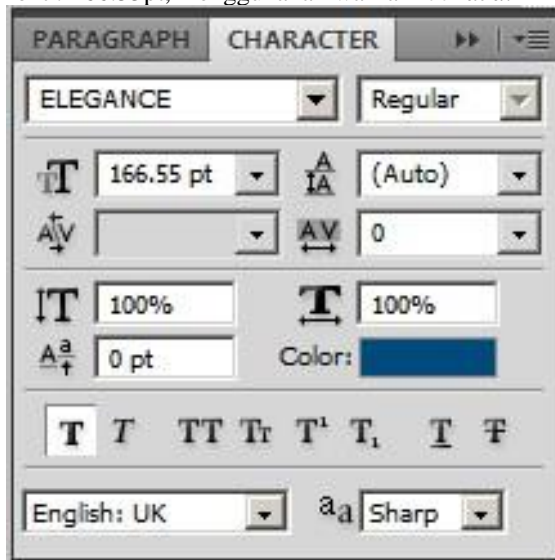 PARAGRAPH CHARACTER
ELEGANCE Regular
166.55 pt (Auto)
0
100% 100%
0 pt Color:
T T TT Tr T¹ T₁ T T
English: UK aa Sharp